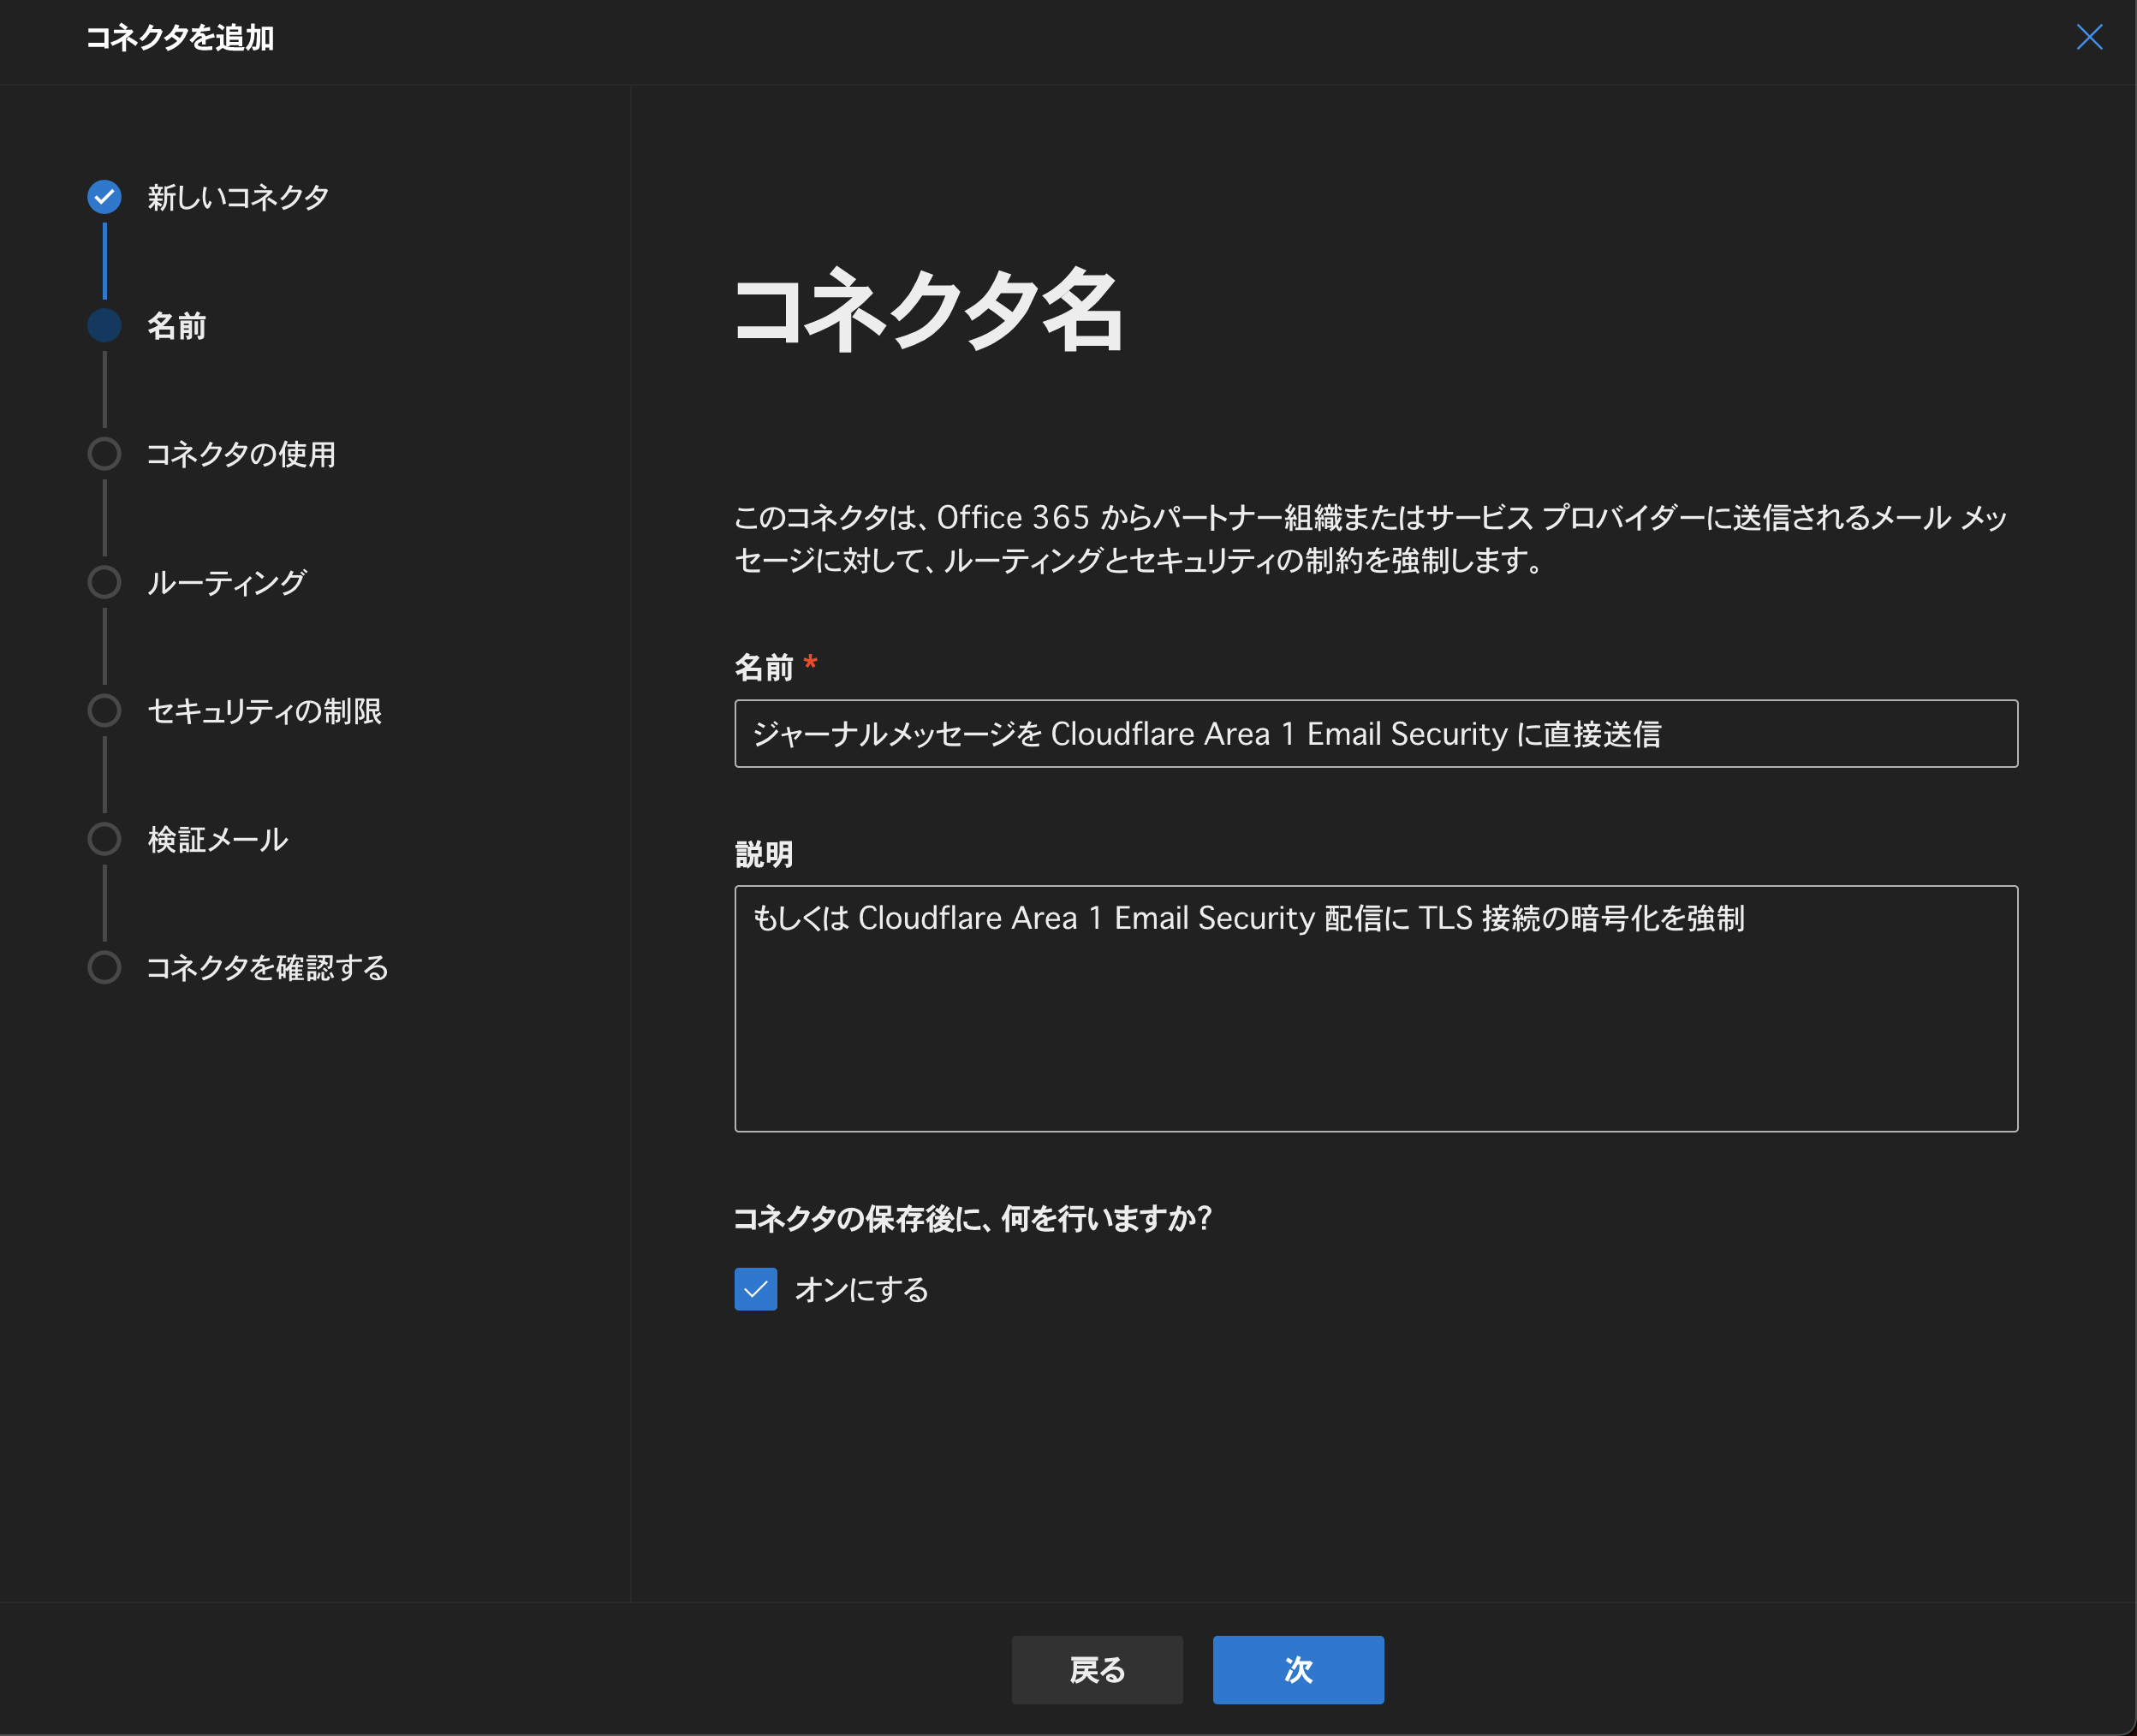 コネクタを追加
新しいコネクタ
名前
コネクタの使用
ルーティング
セキュリティの制限
検証メール
コネクタを確認する
コネクタ名
このコネクタは、Office 365 からパートナー組織またはサービス プロバイダーに送信されるメール メッ
セージに対して、ルーティングとセキュリティの制約を強制します。
名前 *
ジャーナルメッセージを Cloudflare Area 1 Email Security に直接送信
説明
もしくは Cloudflare Area 1 Email Security 配信に TLS 接続の暗号化を強制
コネクタの保存後に、何を行いますか?
オンにする
戻る
次